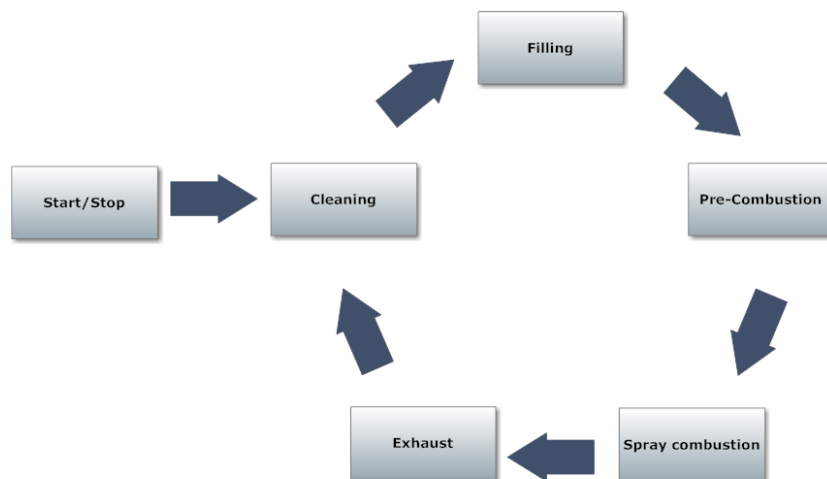 Filling
Start/Stop
Cleaning
Pre-Combustion
Exhaust
Spray combustion